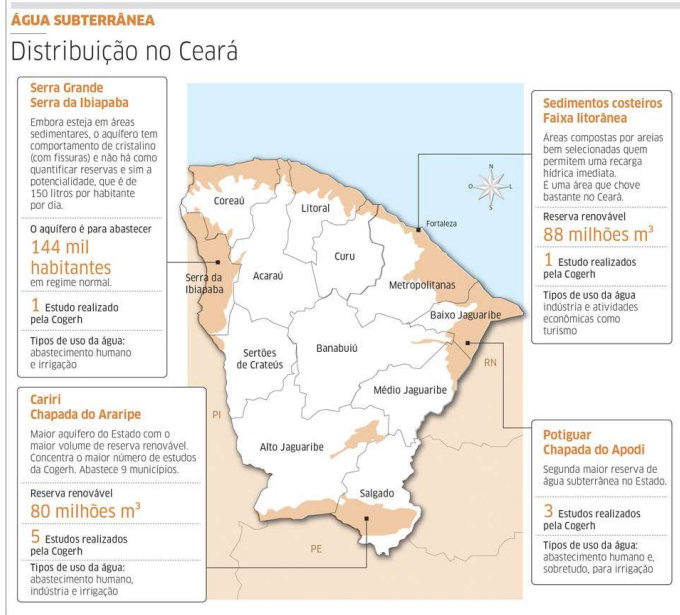 ÁGUA SUBTERRÂNEA
Distribuição no Ceará
Serra Grande
Serra da Ibiapaba
Embora esteja em áreas
sedimentares, o aquífero tem
comportamento de cristalino
(com fissuras) e não há como
quantificar reservas e sim a
potencialidade, que é de
150 litros por habitante
por dia.
O aquífero é para abastecer
144 mil
habitantes
em regime normal.
1 Estudo realizado
pela Cogerh
Tipos de uso da água:
abastecimento humano
e irrigação
Cariri
Chapada do Araripe
Maior aquífero do Estado com o
maior volume de reserva renovável.
Concentra o maior número de estudos
da Cogerh. Abastece 9 municípios.
Reserva renovável
80 milhões m³
5 Estudos realizados
pela Cogerh
Tipos de uso da água:
abastecimento humano,
indústria e irrigação
Coreaú
Litoral
Fortaleza
Curu
Serra da
Ibiapaba
Acaraú
Metropolitanas
Baixo Jaguaribe
Sertões
de Crateús
Banabuiú
Médio Jaguaribe
Alto Jaguaribe
Salgado
RN
PI
PE
N
O
L
S
Sedimentos costeiros
Faixa litorânea
Áreas compostas por areias
bem selecionadas quem
permitem uma recarga
hídrica imediata.
É uma área que chove
bastante no Ceará.
Reserva renovável
88 milhões m³
1 Estudo realizados
pela Cogerh
Tipos de uso da água
indústria e atividades
econômicas como
turismo
Potiguar
Chapada do Apodi
Segunda maior reserva de
água subterrânea no Estado.
3 Estudos realizados
pela Cogerh
Tipos de uso da água:
abastecimento humano e,
sobretudo, para irrigação